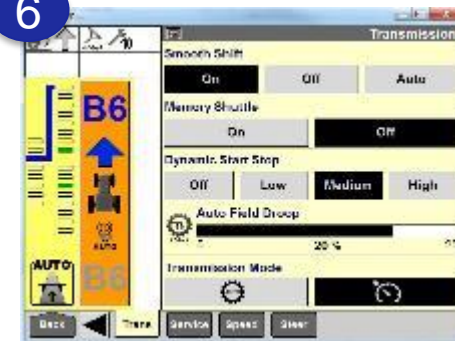 6
Transmission
Smooth Shift
On Off Auto
Memory Shuttle
On Off
B6
Dynamic Start Stop
Off Low Medium High
Auto Field Droop
AUTO
20 %
Transmission Mode
AUTO
B6
Back Trans Service Speed Steer